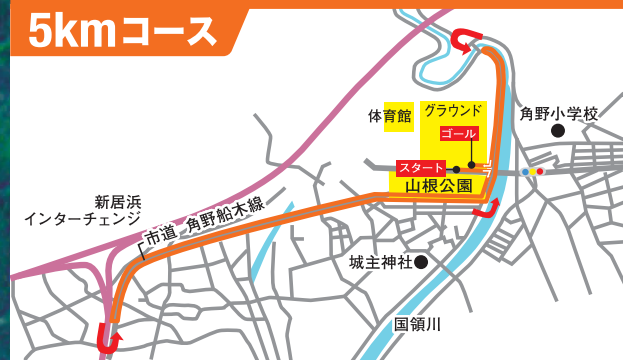 5kmコース
体育館
グラウンド
角野小学校
ゴール
スタート
山根公園
新居浜
インターチェンジ
市道 角野船木線
城主神社
国領川